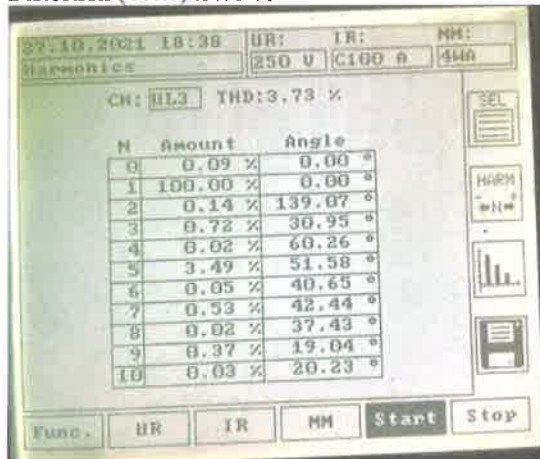 27.10.2021 18:38 UR: IR: MM:
Harmonics 250 V C100 A 4WA
CH: UL3 THD:3.73 %
SEL
N Amount Angle
0 0.09 % 0.00 °
1 100.00 % 0.00 °
2 0.14 % 139.07 °
3 0.72 % 30.95 °
4 0.02 % 60.26 °
5 3.49 % 51.58 °
6 0.05 % 40.65 °
7 0.53 % 42.44 °
8 0.02 % 37.43 °
9 0.37 % 19.04 °
10 0.03 % 20.23 °
HARM
N
Func. UR IR MM Start Stop